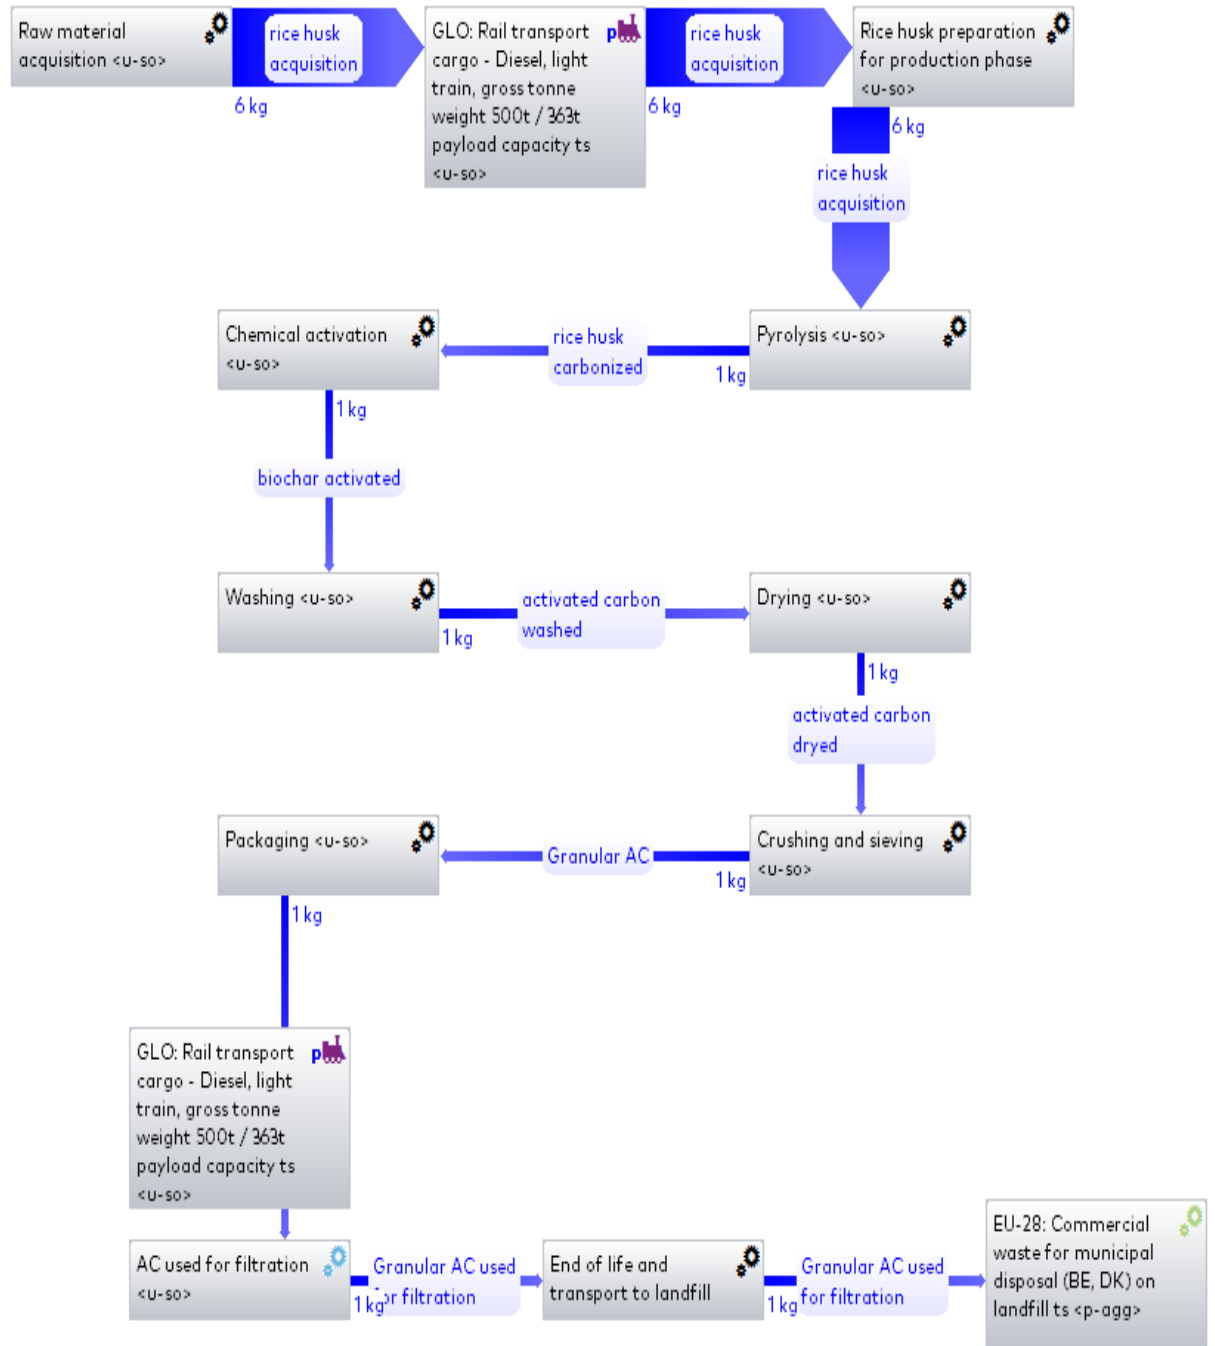 Raw material
acquisition <u-so>
rice husk
acquisition
6 kg
GLO: Rail transport
cargo - Diesel, light
train, gross tonne
weight 500t / 363t
payload capacity ts
<u-so>
p
rice husk
acquisition
6 kg
Rice husk preparation
for production phase
<u-so>
6 kg
rice husk
acquisition
Pyrolysis <u-so>
1 kg
rice husk
carbonized
Chemical activation
<u-so>
1 kg
biochar activated
Washing <u-so>
1 kg
activated carbon
washed
Drying <u-so>
1 kg
activated carbon
dryed
Crushing and sieving
<u-so>
1 kg
Granular AC
Packaging <u-so>
1 kg
GLO: Rail transport
cargo - Diesel, light
train, gross tonne
weight 500t / 363t
payload capacity ts
<u-so>
p
AC used for filtration
<u-so>
1 kg
Granular AC used
for filtration
End of life and
transport to landfill
1 kg
Granular AC used
for filtration
EU-28: Commercial
waste for municipal
disposal (BE, DK) on
landfill ts <p-agg>